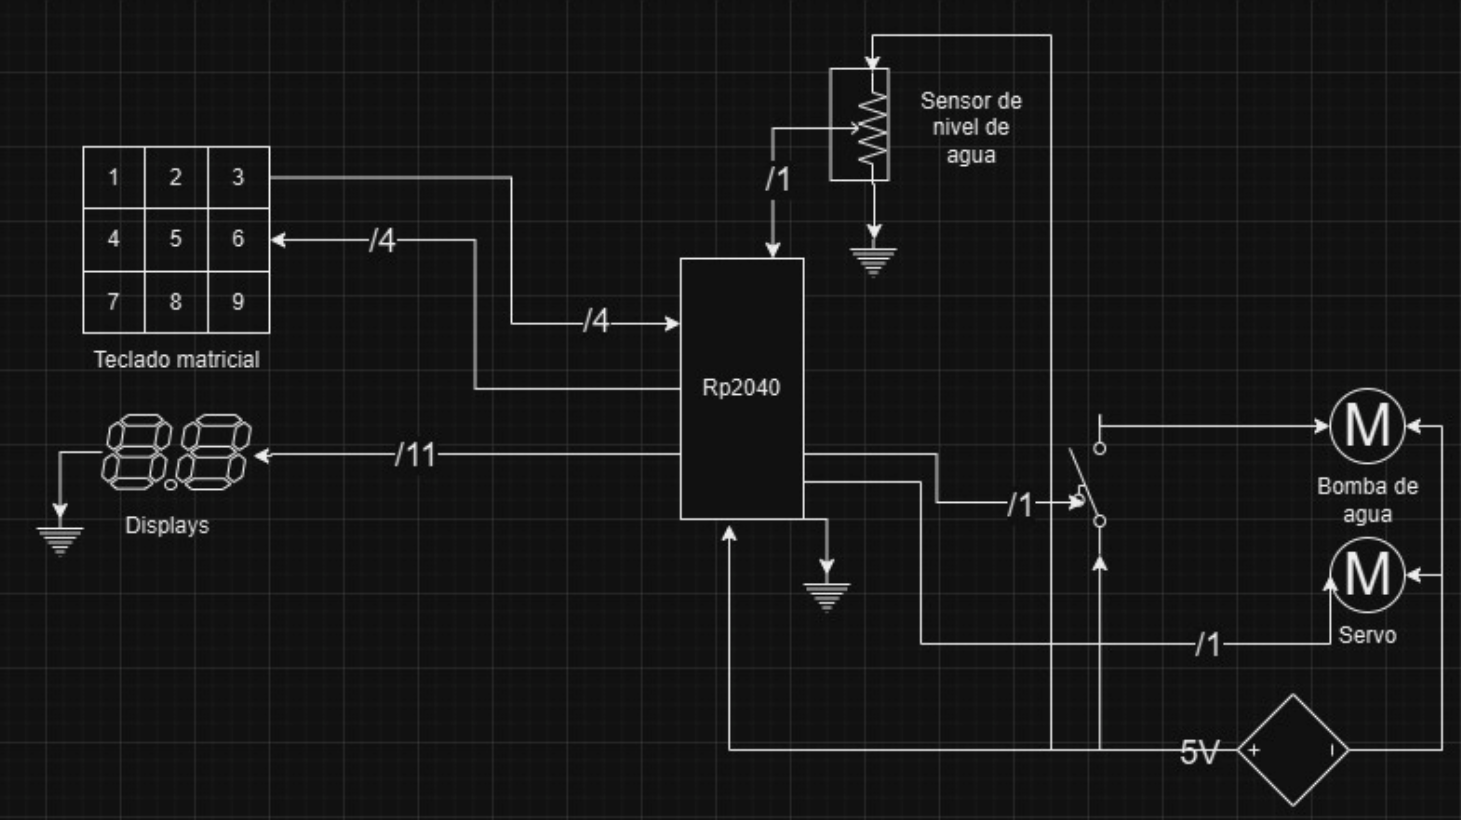 Sensor de
nivel de
agua
/1
1 2 3
4 5 6
7 8 9
/4
/4
Teclado matricial
Rp2040
/11
Displays
/1
M
Bomba de
agua
M
Servo
/1
5V
+
-